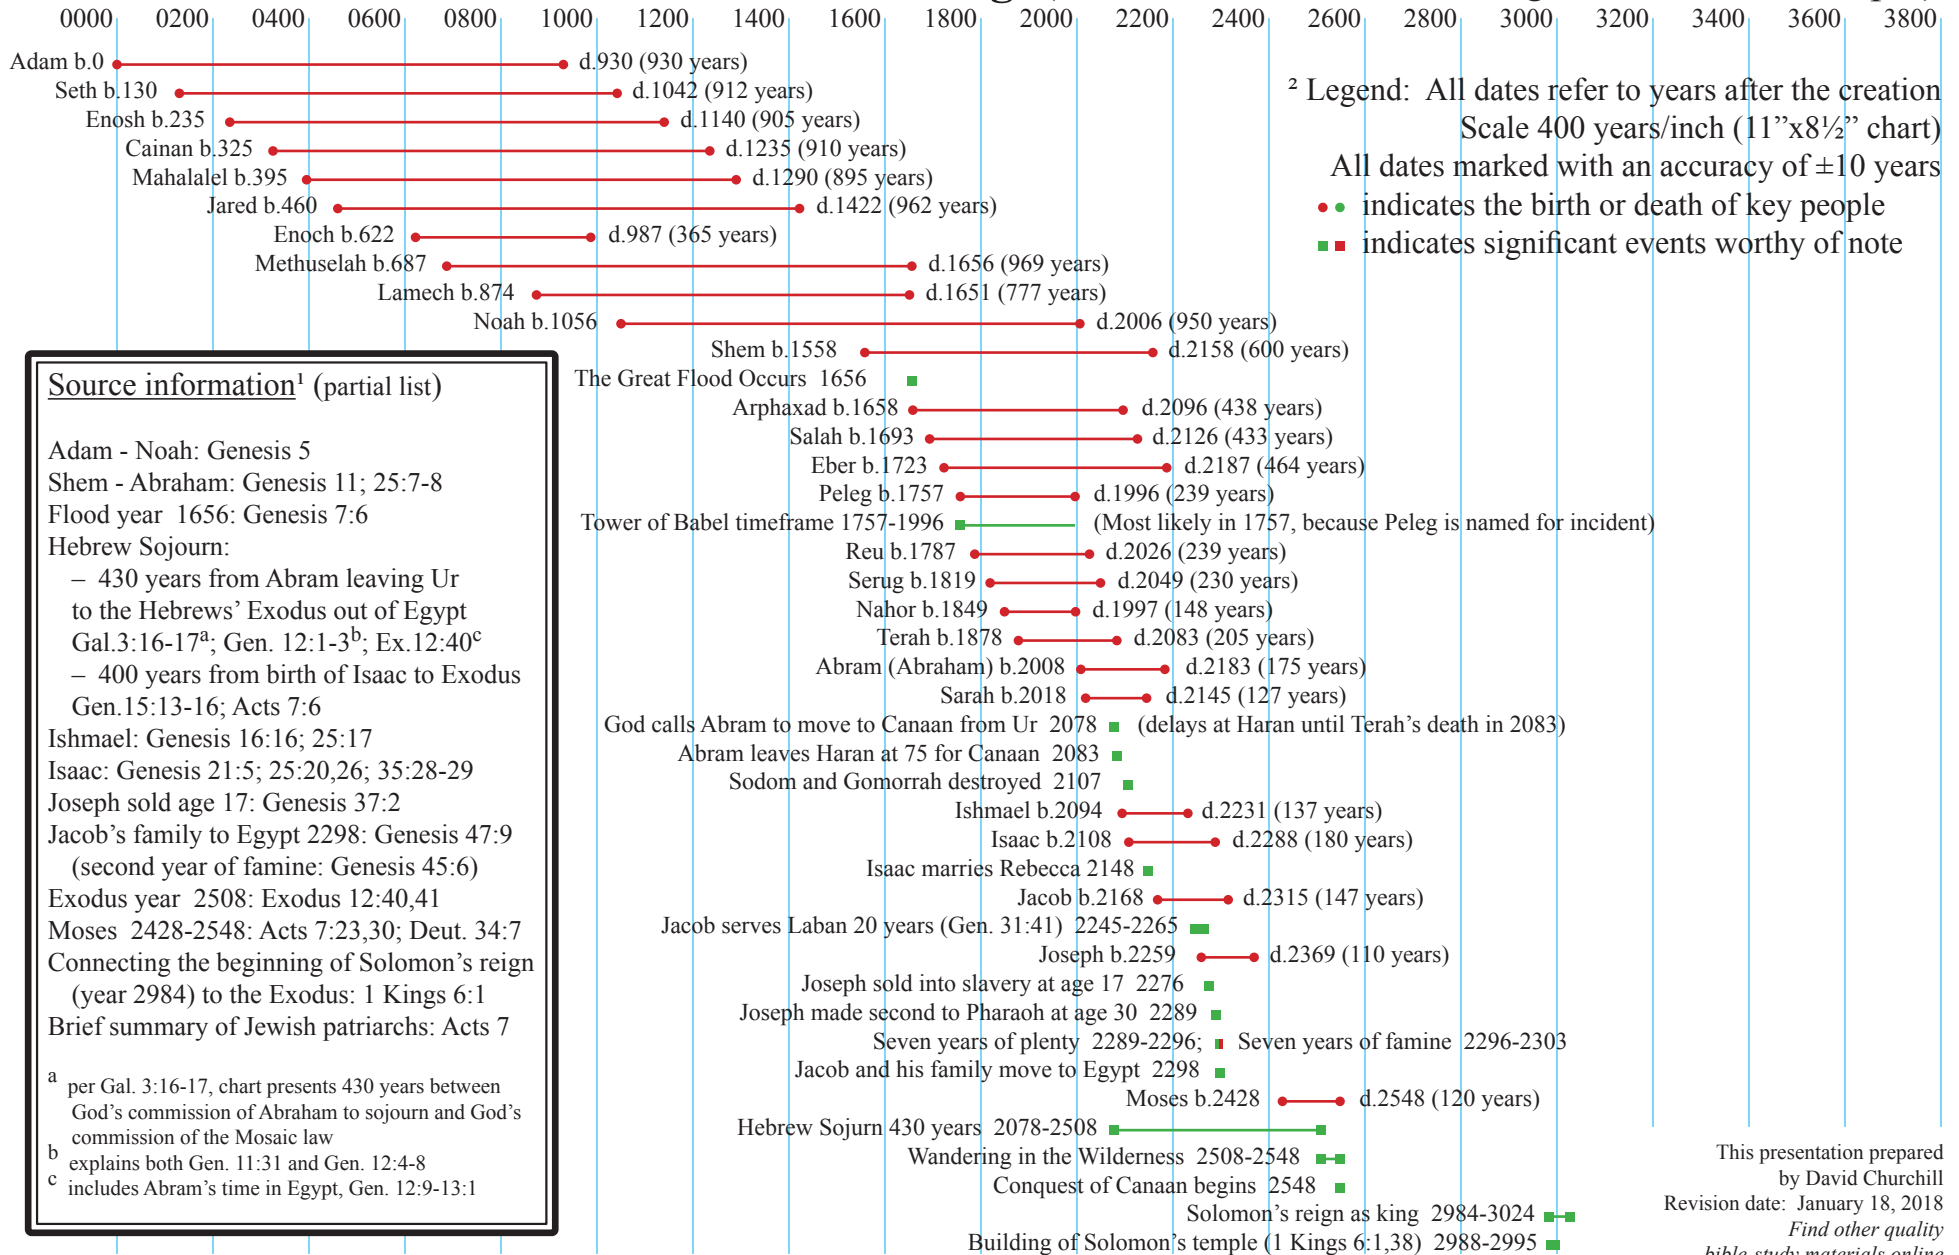 0000 0200 0400 0600 0800 1000 1200 1400 1600 1800 2000 2200 2400 2600 2800 3000 3200 3400 3600 3800
Adam b.0 d.930 (930 years)
Seth b.130 d.1042 (912 years)
Enosh b.235 d.1140 (905 years)
Cainan b.325 d.1235 (910 years)
Mahalalel b.395 d.1290 (895 years)
Jared b.460 d.1422 (962 years)
Enoch b.622 d.987 (365 years)
Methuselah b.687 d.1656 (969 years)
Lamech b.874 d.1651 (777 years)
Noah b.1056 d.2006 (950 years)
Shem b.1558 d.2158 (600 years)
The Great Flood Occurs 1656
Arphaxad b.1658 d.2096 (438 years)
Salah b.1693 d.2126 (433 years)
Eber b.1723 d.2187 (464 years)
Peleg b.1757 d.1996 (239 years)
Tower of Babel timeframe 1757-1996 (Most likely in 1757, because Peleg is named for incident)
Reu b.1787 d.2026 (239 years)
Serug b.1819 d.2049 (230 years)
Nahor b.1849 d.1997 (148 years)
Terah b.1878 d.2083 (205 years)
Abram (Abraham) b.2008 d.2183 (175 years)
Sarah b.2018 d.2145 (127 years)
God calls Abram to move to Canaan from Ur 2078 (delays at Haran until Terah's death in 2083)
Abram leaves Haran at 75 for Canaan 2083
Sodom and Gomorrah destroyed 2107
Ishmael b.2094 d.2231 (137 years)
Isaac b.2108 d.2288 (180 years)
Isaac marries Rebecca 2148
Jacob b.2168 d.2315 (147 years)
Jacob serves Laban 20 years (Gen. 31:41) 2245-2265
Joseph b.2259 d.2369 (110 years)
Joseph sold into slavery at age 17 2276
Joseph made second to Pharaoh at age 30 2289
Seven years of plenty 2289-2296; Seven years of famine 2296-2303
Jacob and his family move to Egypt 2298
Moses b.2428 d.2548 (120 years)
Hebrew Sojurn 430 years 2078-2508
Wandering in the Wilderness 2508-2548
Conquest of Canaan begins 2548
Solomon's reign as king 2984-3024
Building of Solomon's temple (1 Kings 6:1,38) 2988-2995
² Legend: All dates refer to years after the creation
Scale 400 years/inch (11”x8½” chart)
All dates marked with an accuracy of ±10 years
indicates the birth or death of key people
indicates significant events worthy of note
Source information¹ (partial list)
Adam - Noah: Genesis 5
Shem - Abraham: Genesis 11; 25:7-8
Flood year 1656: Genesis 7:6
Hebrew Sojourn:
– 430 years from Abram leaving Ur
to the Hebrews' Exodus out of Egypt
Gal.3:16-17ᵃ; Gen. 12:1-3ᵇ; Ex.12:40ᶜ
– 400 years from birth of Isaac to Exodus
Gen.15:13-16; Acts 7:6
Ishmael: Genesis 16:16; 25:17
Isaac: Genesis 21:5; 25:20,26; 35:28-29
Joseph sold age 17: Genesis 37:2
Jacob's family to Egypt 2298: Genesis 47:9
(second year of famine: Genesis 45:6)
Exodus year 2508: Exodus 12:40,41
Moses 2428-2548: Acts 7:23,30; Deut. 34:7
Connecting the beginning of Solomon's reign
(year 2984) to the Exodus: 1 Kings 6:1
Brief summary of Jewish patriarchs: Acts 7
a per Gal. 3:16-17, chart presents 430 years between
God's commission of Abraham to sojourn and God's
commission of the Mosaic law
b explains both Gen. 11:31 and Gen. 12:4-8
c includes Abram's time in Egypt, Gen. 12:9-13:1
This presentation prepared
by David Churchill
Revision date: January 18, 2018
Find other quality
bible-study materials online